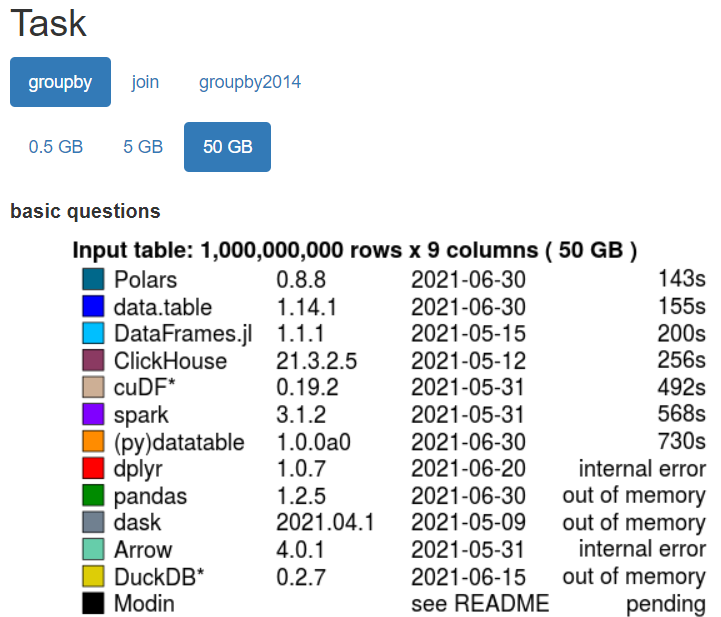 Task
groupby join groupby2014
0.5 GB 5 GB 50 GB
basic questions
Input table: 1,000,000,000 rows x 9 columns ( 50 GB )
Polars 0.8.8 2021-06-30 143s
data.table 1.14.1 2021-06-30 155s
DataFrames.jl 1.1.1 2021-05-15 200s
ClickHouse 21.3.2.5 2021-05-12 256s
cuDF* 0.19.2 2021-05-31 492s
spark 3.1.2 2021-05-31 568s
(py)datatable 1.0.0a0 2021-06-30 730s
dplyr 1.0.7 2021-06-20 internal error
pandas 1.2.5 2021-06-30 out of memory
dask 2021.04.1 2021-05-09 out of memory
Arrow 4.0.1 2021-05-31 internal error
DuckDB* 0.2.7 2021-06-15 out of memory
Modin see README pending